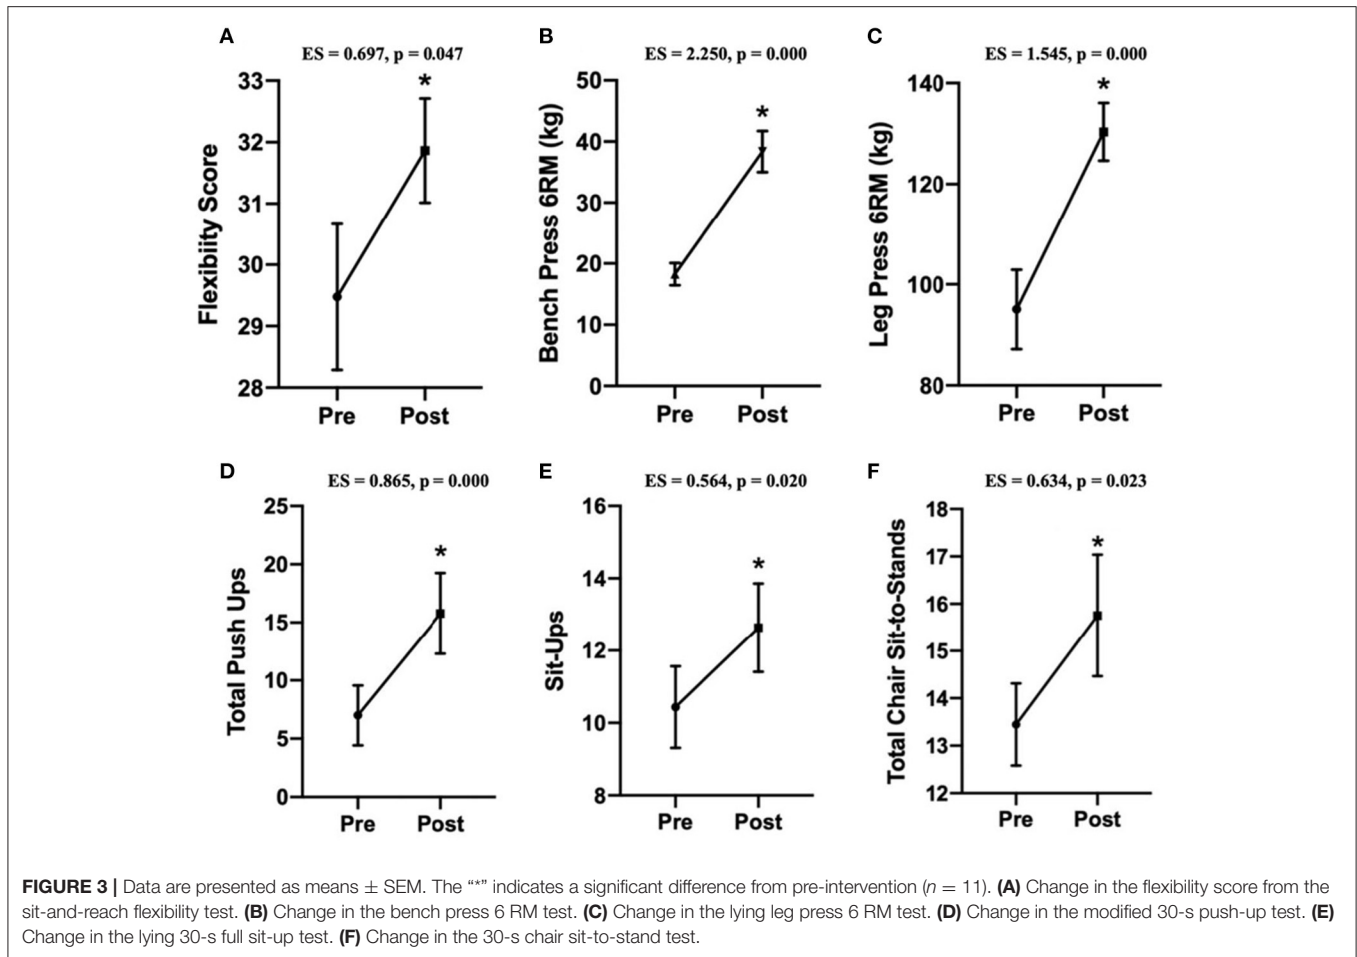 A
ES = 0.697, p = 0.047
33
*
32
31
30
29
28
Flexibiity Score
Pre
Post
B
ES = 2.250, p = 0.000
50
*
40
30
20
10
0
Bench Press 6RM (kg)
Pre
Post
C
ES = 1.545, p = 0.000
140
*
120
100
80
Leg Press 6RM (kg)
Pre
Post
D
ES = 0.865, p = 0.000
25
*
20
15
10
5
0
Total Push Ups
Pre
Post
E
ES = 0.564, p = 0.020
16
*
14
12
10
8
Sit-Ups
Pre
Post
F
ES = 0.634, p = 0.023
18
*
17
16
15
14
13
12
Total Chair Sit-to-Stands
Pre
Post
FIGURE 3 | Data are presented as means ± SEM. The “*” indicates a significant difference from pre-intervention (n = 11). (A) Change in the flexibility score from the
sit-and-reach flexibility test. (B) Change in the bench press 6 RM test. (C) Change in the lying leg press 6 RM test. (D) Change in the modified 30-s push-up test. (E)
Change in the lying 30-s full sit-up test. (F) Change in the 30-s chair sit-to-stand test.